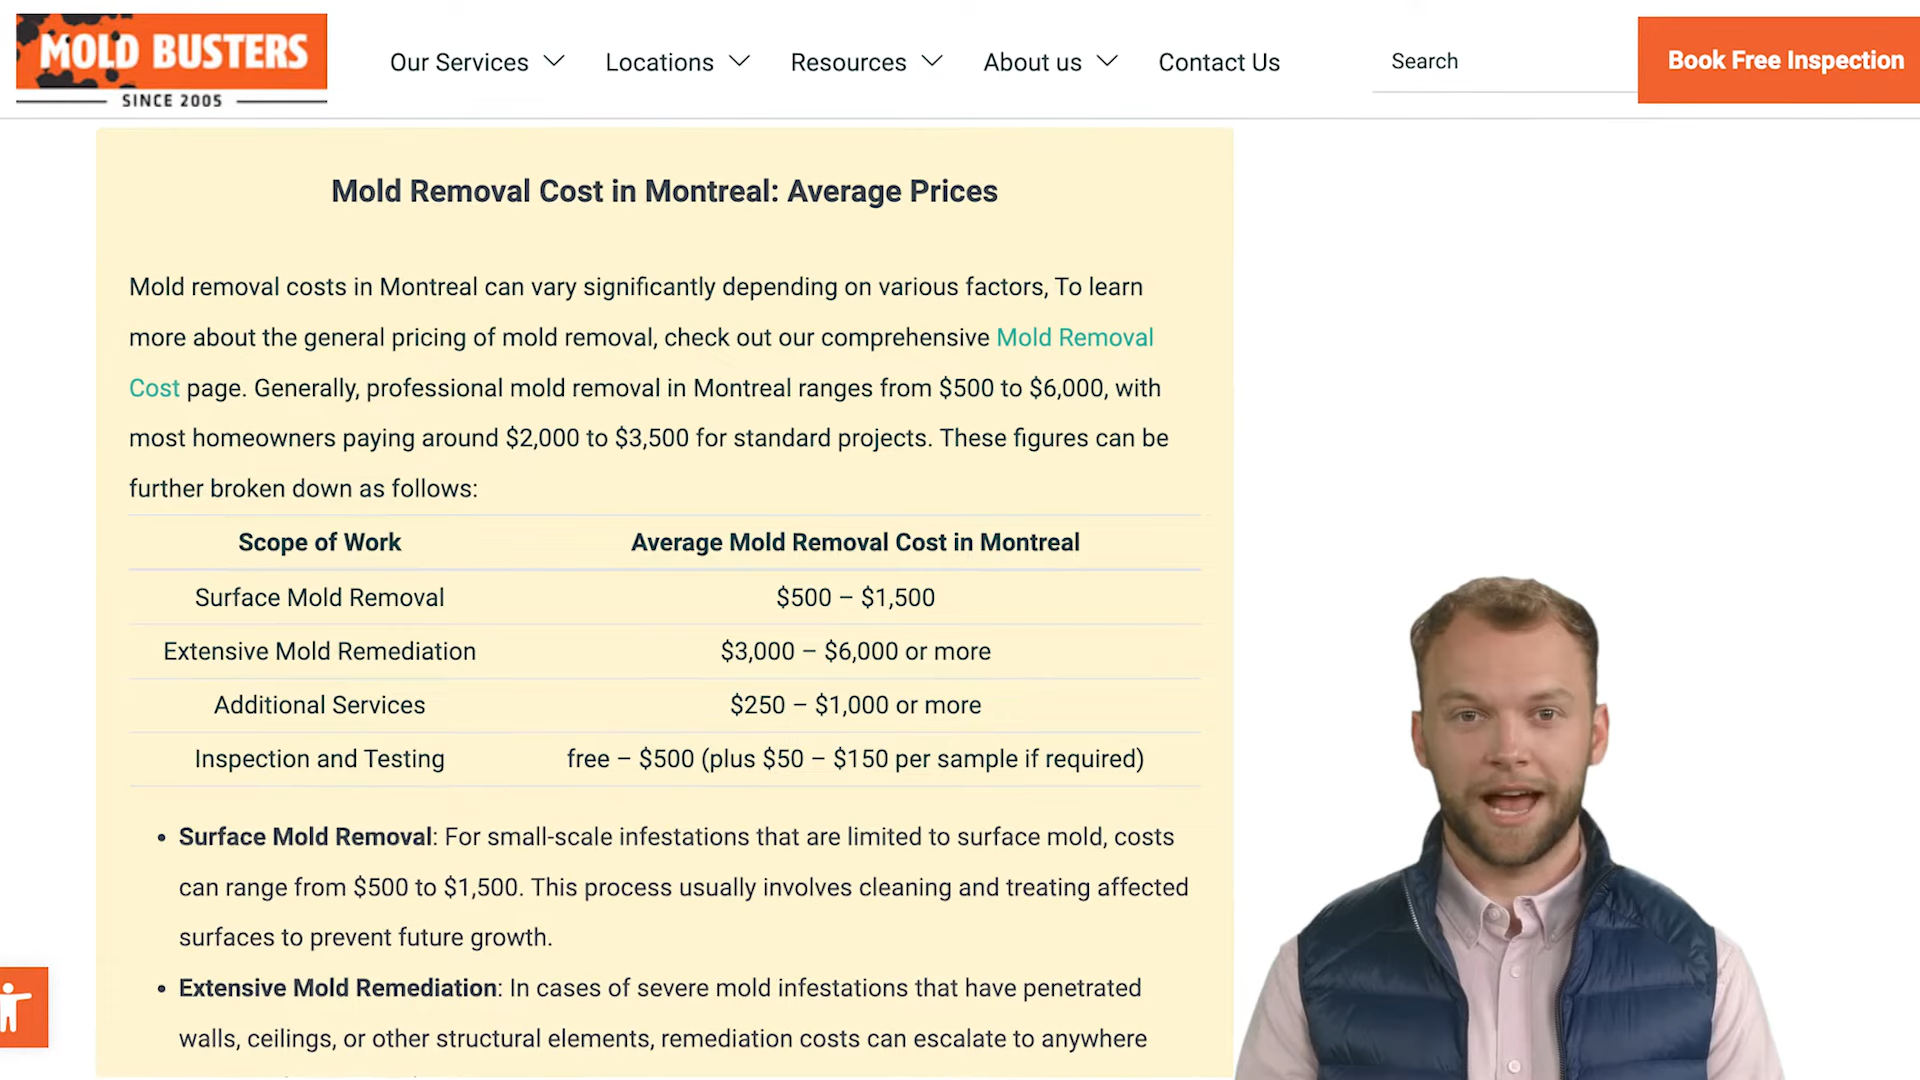 MOLD BUSTERS
SINCE 2005
Our Services
Locations
Resources
About us
Contact Us
Search
Book Free Inspection
Mold Removal Cost in Montreal: Average Prices
Mold removal costs in Montreal can vary significantly depending on various factors, To learn
more about the general pricing of mold removal, check out our comprehensive Mold Removal
Cost page. Generally, professional mold removal in Montreal ranges from $500 to $6,000, with
most homeowners paying around $2,000 to $3,500 for standard projects. These figures can be
further broken down as follows:
Scope of Work Average Mold Removal Cost in Montreal
Surface Mold Removal $500 – $1,500
Extensive Mold Remediation $3,000 – $6,000 or more
Additional Services $250 – $1,000 or more
Inspection and Testing free – $500 (plus $50 – $150 per sample if required)
• Surface Mold Removal: For small-scale infestations that are limited to surface mold, costs
can range from $500 to $1,500. This process usually involves cleaning and treating affected
surfaces to prevent future growth.
• Extensive Mold Remediation: In cases of severe mold infestations that have penetrated
walls, ceilings, or other structural elements, remediation costs can escalate to anywhere